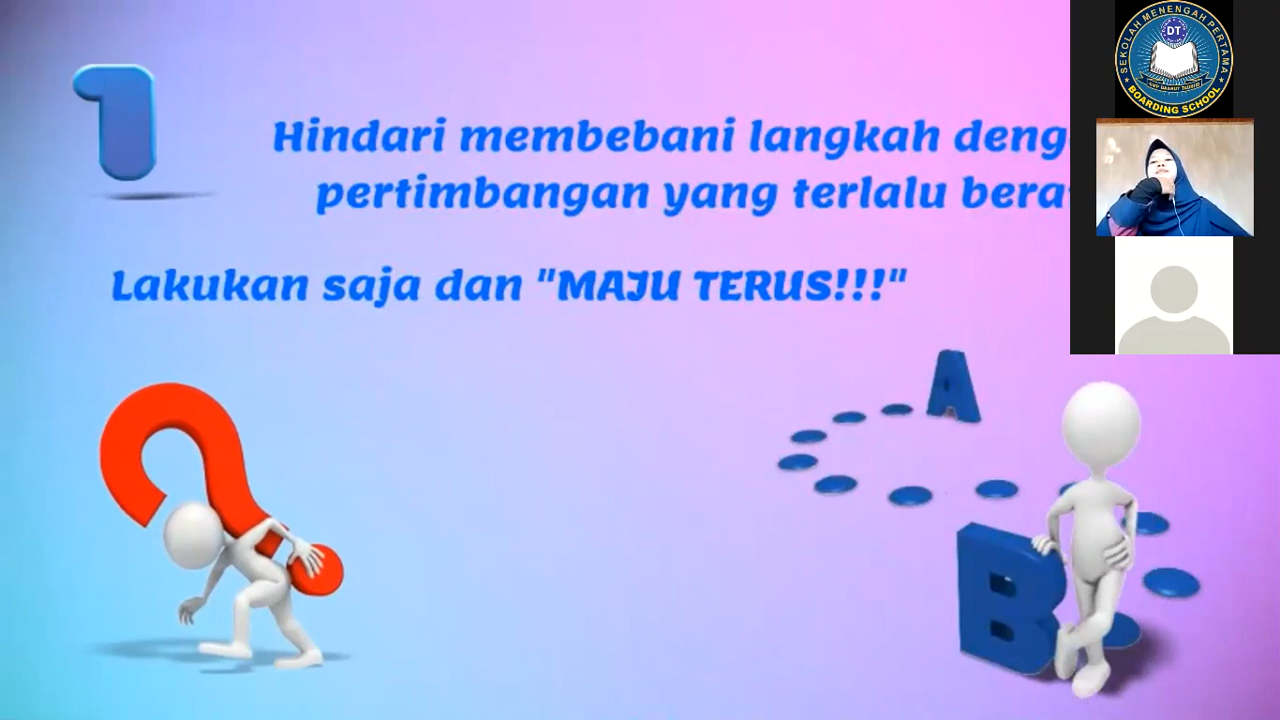 1
Hindari membebani langkah deng
pertimbangan yang terlalu bera
Lakukan saja dan "MAJU TERUS!!!"
A
B
SEKOLAH MENENGAH PERTAMA
DT
BOARDING SCHOOL